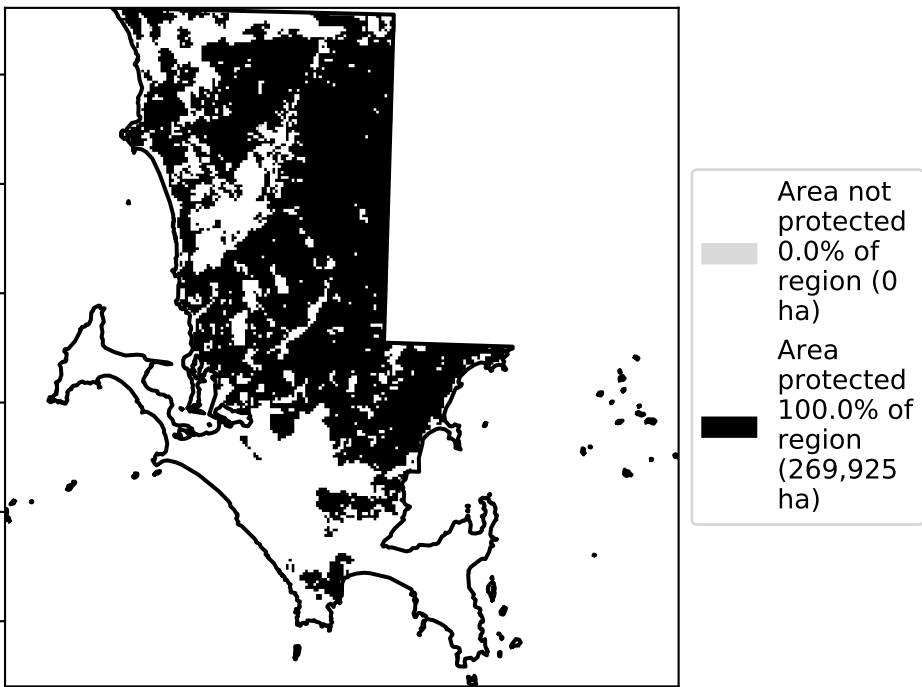 Area not
protected
0.0% of
region (0
ha)
Area
protected
100.0% of
region
(269,925
ha)